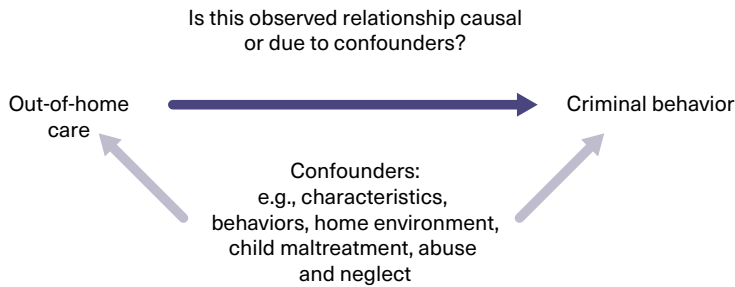 Is this observed relationship causal
or due to confounders?
Out-of-home
care
Criminal behavior
Confounders:
e.g., characteristics,
behaviors, home environment,
child maltreatment, abuse
and neglect